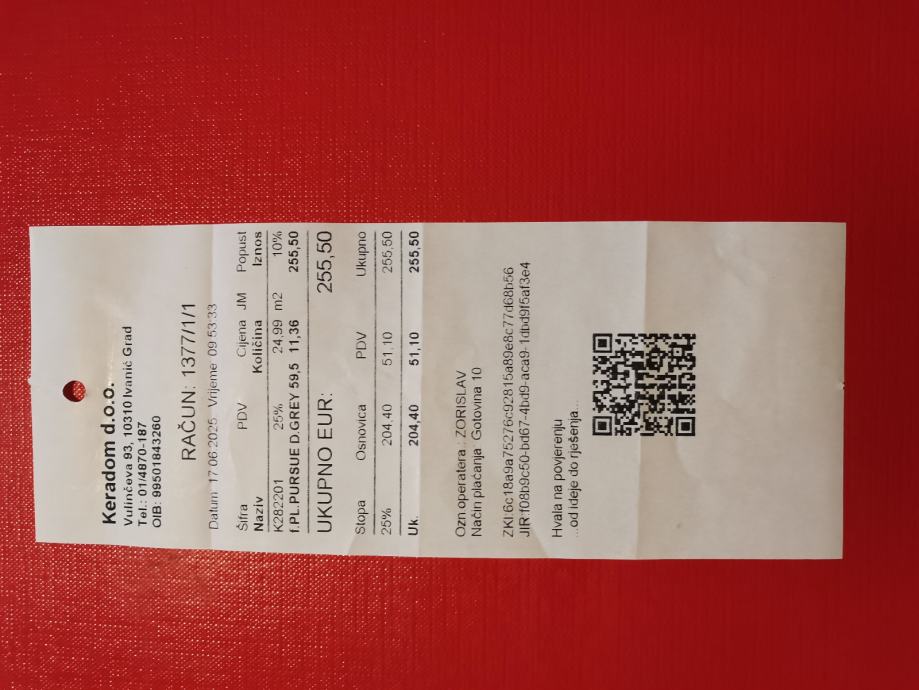 Keradom d.o.o.
Vulinčeva 93, 10310 Ivanić Grad
Tel.: 01/4870-187
OIB: 99501843260
RAČUN: 1377/1/1
Datum 17.06.2025 Vrijeme 09:53:33
Šifra PDV Cijena JM Popust
Naziv Količina Iznos
K282201 25% 24,99 m2 10%
f.PL.PURSUE D.GREY 59,5 11,36 255,50
UKUPNO EUR: 255,50
Stopa Osnovica PDV Ukupno
25% 204,40 51,10 255,50
Uk. 204,40 51,10 255,50
Ozn.operatera : ZORISLAV
Način plaćanja : Gotovina 10
ZKI:6c18a9a75276c92815a89e8c77d68b56
JIR:f08b9c50-bd67-4bd9-aca9-1dbd9f5af3e4
Hvala na povjerenju
...od ideje do rješenja...